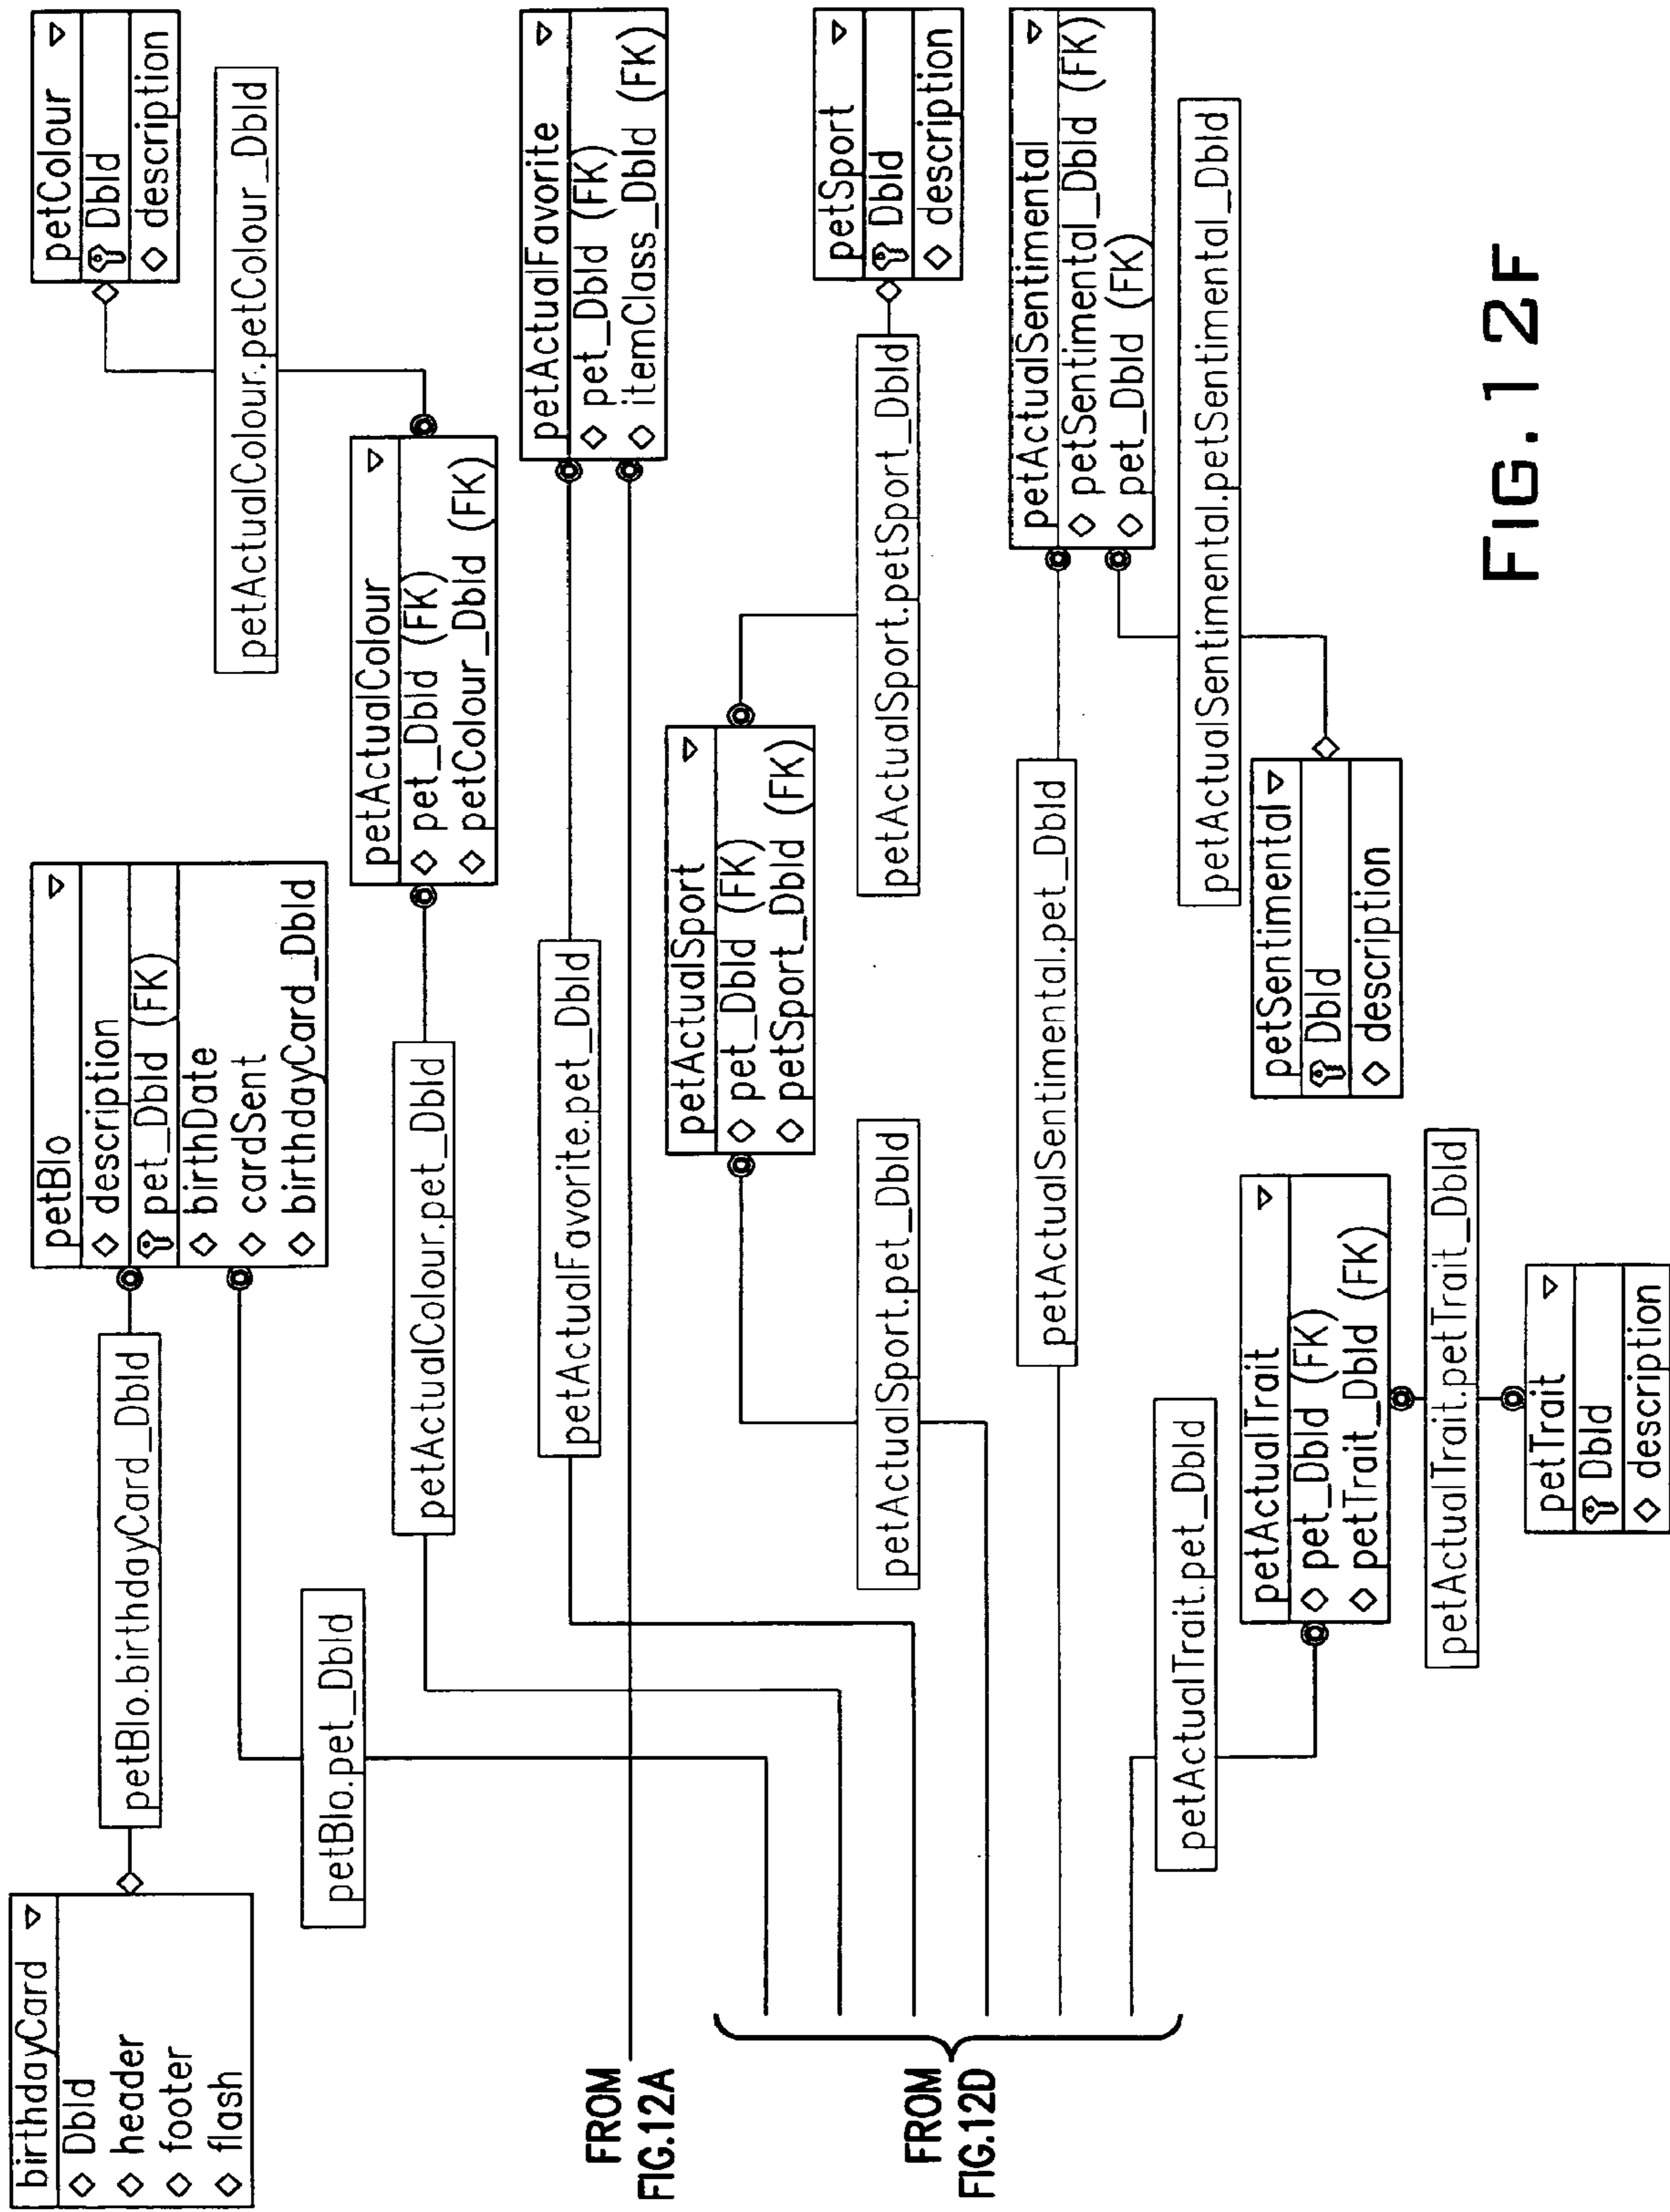 birthdayCard
DbId
header
footer
flash
petBlo.birthdayCard_DbId
petBlo
description
pet_DbId (FK)
birthDate
cardSent
birthdayCard_DbId
petColour
DbId
description
petBlo.pet_DbId
petActualColour.petColour_DbId
petActualColour.pet_DbId
petActualColour
pet_DbId (FK)
petColour_DbId (FK)
petActualFavorite.pet_DbId
petActualFavorite
pet_DbId (FK)
itemClass_DbId (FK)
FROM
FIG.12A
petActualSport.pet_DbId
petActualSport
pet_DbId (FK)
petSport_DbId (FK)
petActualSport.petSport_DbId
petSport
DbId
description
FROM
FIG.12D
petActualSentimental.pet_DbId
petActualSentimental
petSentimental_DbId (FK)
pet_DbId (FK)
petActualTrait.pet_DbId
petActualSentimental.petSentimental_DbId
petActualTrait
pet_DbId (FK)
petTrait_DbId (FK)
petSentimental
DbId
description
petActualTrait.petTrait_DbId
petTrait
DbId
description
FIG.12F